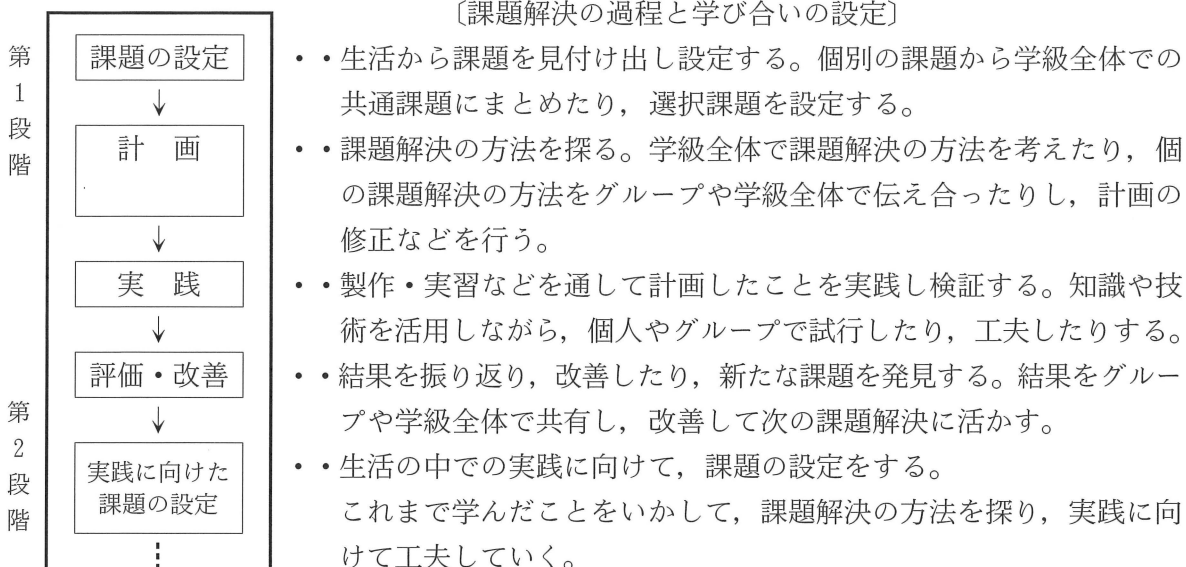 〔課題解決の過程と学び合いの設定〕
第1段階
課題の設定
・・生活から課題を見付け出し設定する。個別の課題から学級全体での
共通課題にまとめたり，選択課題を設定する。
計　画
・・課題解決の方法を探る。学級全体で課題解決の方法を考えたり，個
の課題解決の方法をグループや学級全体で伝え合ったりし，計画の
修正などを行う。
実　践
・・製作・実習などを通して計画したことを実践し検証する。知識や技
術を活用しながら，個人やグループで試行したり，工夫したりする。
評価・改善
・・結果を振り返り，改善したり，新たな課題を発見する。結果をグルー
プや学級全体で共有し，改善して次の課題解決に活かす。
第2段階
実践に向けた
課題の設定
・・生活の中での実践に向けて，課題の設定をする。
これまで学んだことをいかして，課題解決の方法を探り，実践に向
けて工夫していく。